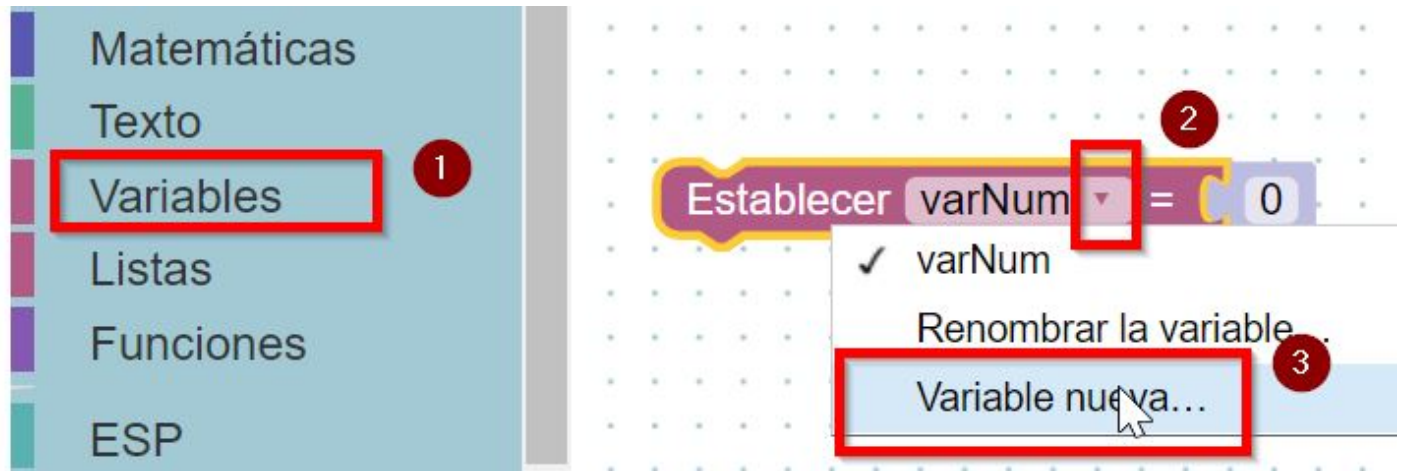 Matemáticas
Texto
Variables
1
Listas
Funciones
ESP
2
Establecer varNum ▾ = 0
✓ varNum
Renombrar la variable...
3
Variable nueva...